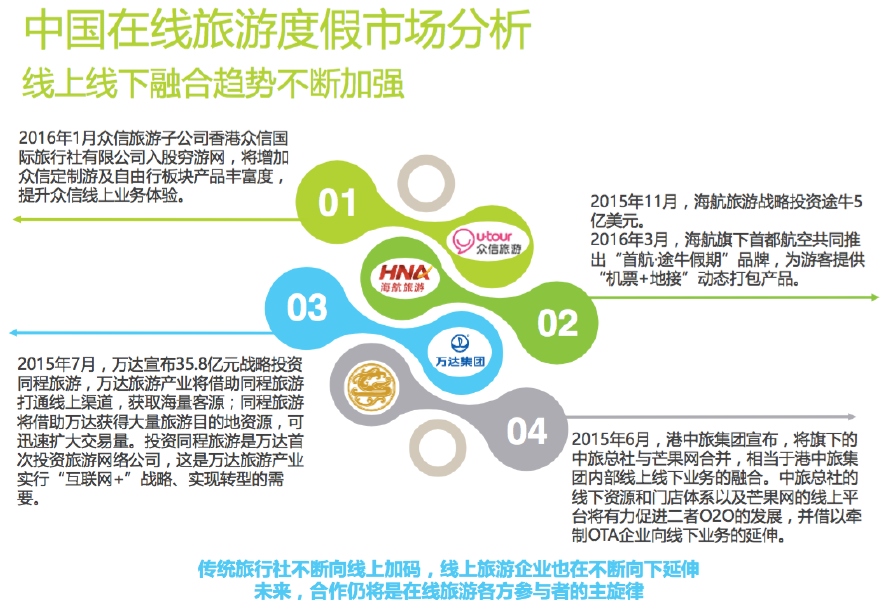 中国在线旅游度假市场分析
线上线下融合趋势不断加强
2016年1月众信旅游子公司香港众信国
际旅行社有限公司入股穷游网，将增加
众信定制游及自由行板块产品丰富度，
提升众信线上业务体验。
01
u-tour
众信旅游
2015年11月，海航旅游战略投资途牛5
亿美元。
2016年3月，海航旗下首都航空共同推
出“首航·途牛假期”品牌，为游客提供
“机票+地接”动态打包产品。
HNA
海航旅游
02
03
万达集团
2015年7月，万达宣布35.8亿元战略投资
同程旅游，万达旅游产业将借助同程旅游
打通线上渠道，获取海量客源；同程旅游
将借助万达获得大量旅游目的地资源，可
迅速扩大交易量。投资同程旅游是万达首
次投资旅游网络公司，这是万达旅游产业
实行“互联网+”战略、实现转型的需
要。
04
2015年6月，港中旅集团宣布，将旗下的
中旅总社与芒果网合并，相当于港中旅集
团内部线上线下业务的融合。中旅总社的
线下资源和门店体系以及芒果网的线上平
台将有力促进二者O2O的发展，并借以牵
制OTA企业向线下业务的延伸。
传统旅行社不断向线上加码，线上旅游企业也在不断向下延伸
未来，合作仍将是在线旅游各方参与者的主旋律